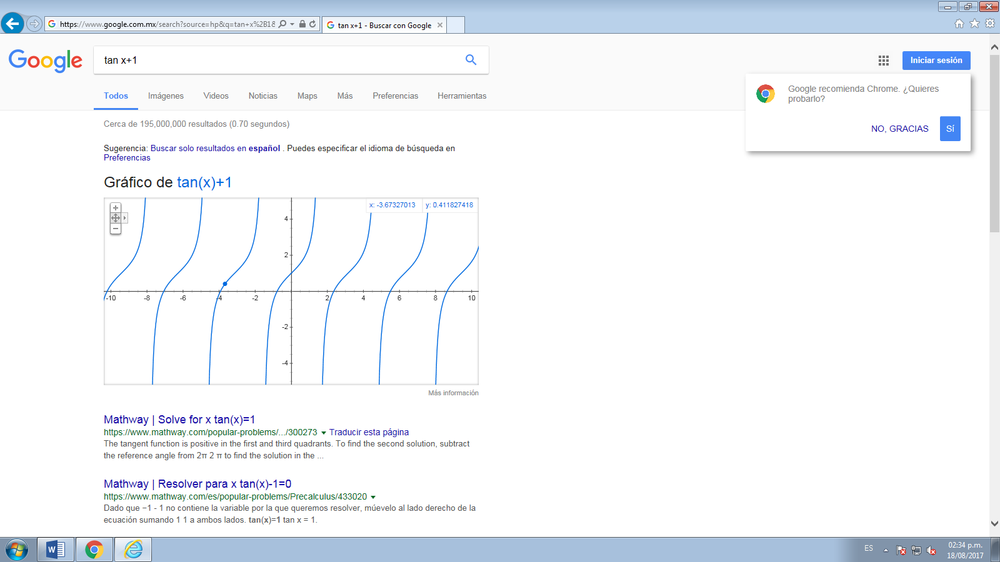 https://www.google.com.mx/search?source=hp&q=tan+x%2B18
tan x+1 - Buscar con Google
Google
tan x+1
Iniciar sesión
Google recomienda Chrome. ¿Quieres
probarlo?
NO, GRACIAS
SÍ
Todos
Imágenes
Videos
Noticias
Maps
Más
Preferencias
Herramientas
Cerca de 195,000,000 resultados (0.70 segundos)
Sugerencia: Buscar solo resultados en español . Puedes especificar el idioma de búsqueda en
Preferencias
Gráfico de tan(x)+1
x: -3.67327013
y: 0.411827418
4
2
-10
-8
-6
-4
-2
2
4
6
8
10
-2
-4
Más información
Mathway | Solve for x tan(x)=1
https://www.mathway.com/popular-problems/.../300273 Traducir esta página
The tangent function is positive in the first and third quadrants. To find the second solution, subtract
the reference angle from 2π 2 π to find the solution in the ...
Mathway | Resolver para x tan(x)-1=0
https://www.mathway.com/es/popular-problems/Precalculus/433020
Dado que −1 - 1 no contiene la variable por la que queremos resolver, múevelo al lado derecho de la
ecuación sumando 1 1 a ambos lados. tan(x)=1 tan x = 1.
W
ES
02:34 p.m.
18/08/2017